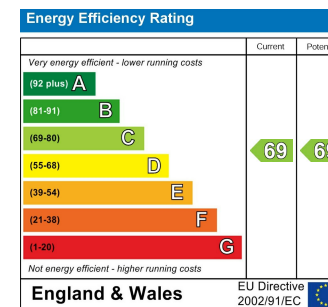 Energy Efficiency Rating
Current Poten
Very energy efficient - lower running costs
(92 plus) A
(81-91) B
(69-80) C
69 69
(55-68) D
(39-54) E
(21-38) F
(1-20) G
Not energy efficient - higher running costs
England & Wales
EU Directive
2002/91/EC